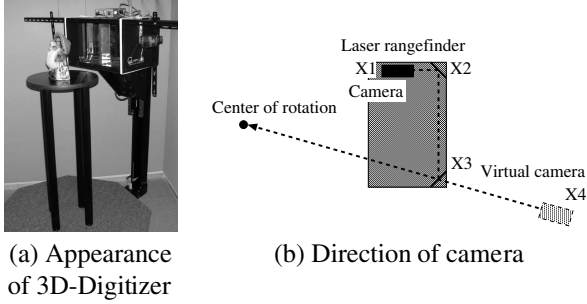 Laser rangefinder
X1
X2
Camera
Center of rotation
X3
Virtual camera
X4
(a) Appearance
of 3D-Digitizer
(b) Direction of camera